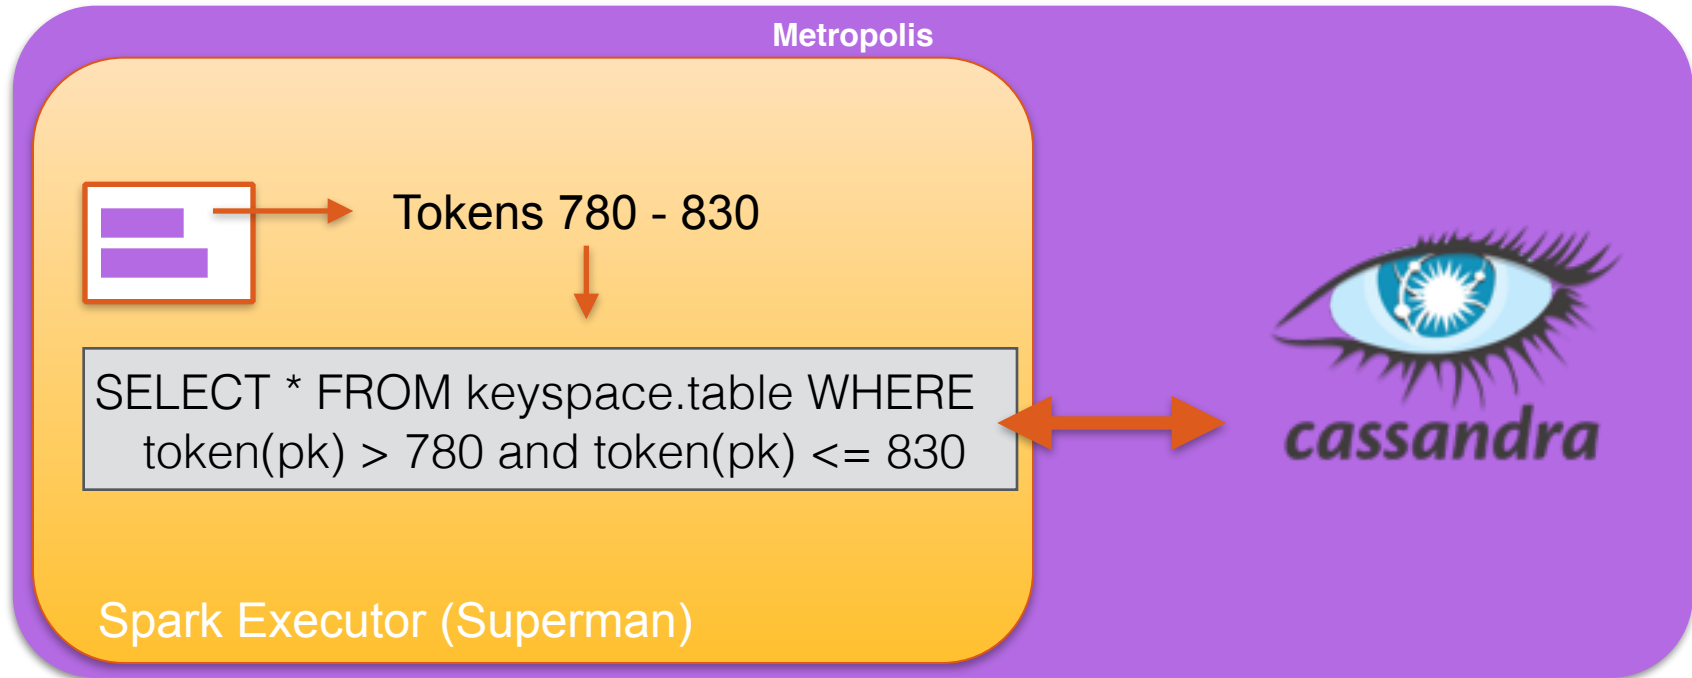 Metropolis
Tokens 780 - 830
SELECT * FROM keyspace.table WHERE
token(pk) > 780 and token(pk) <= 830
cassandra
Spark Executor (Superman)